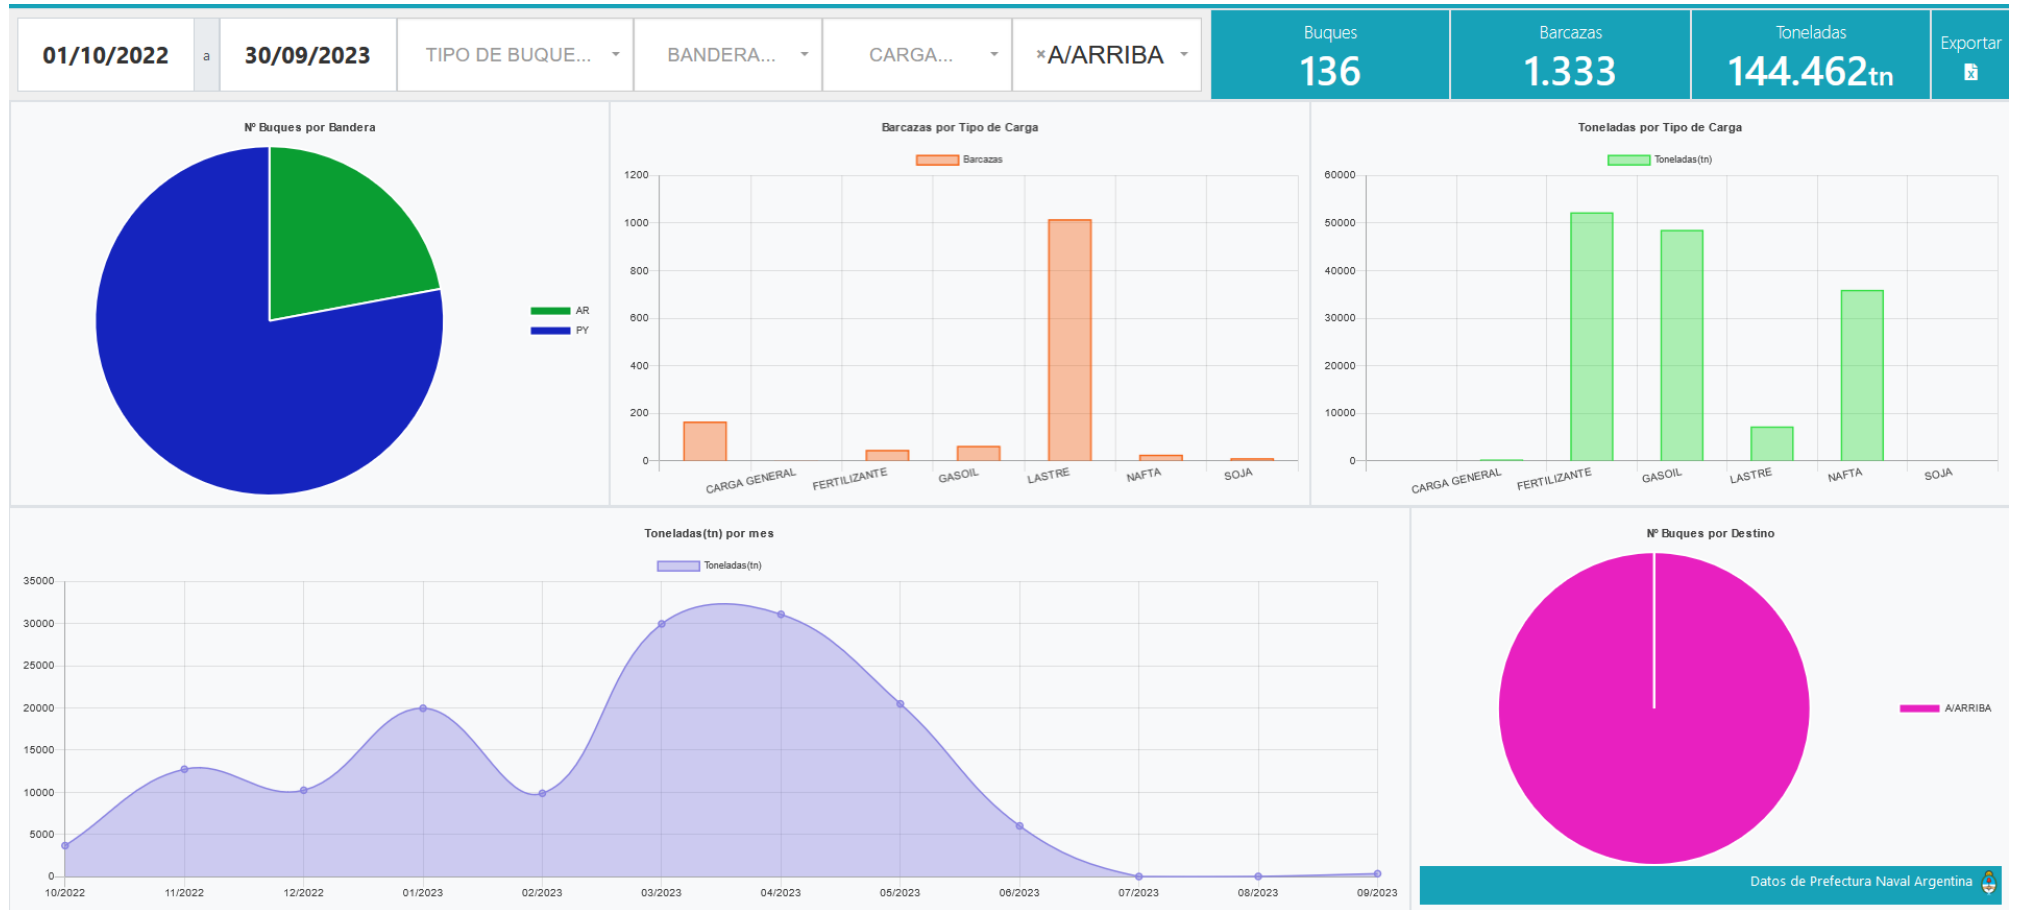 01/10/2022 a 30/09/2023 TIPO DE BUQUE... BANDERA... CARGA... ×A/ARRIBA
Buques
136
Barcazas
1.333
Toneladas
144.462tn
Exportar
Nº Buques por Bandera
AR
PY
Barcazas por Tipo de Carga
Barcazas
1200
1000
800
600
400
200
0
CARGA GENERAL FERTILIZANTE GASOIL LASTRE NAFTA SOJA
Toneladas por Tipo de Carga
Toneladas(tn)
60000
50000
40000
30000
20000
10000
0
CARGA GENERAL FERTILIZANTE GASOIL LASTRE NAFTA SOJA
Toneladas(tn) por mes
Toneladas(tn)
35000
30000
25000
20000
15000
10000
5000
0
10/2022 11/2022 12/2022 01/2023 02/2023 03/2023 04/2023 05/2023 06/2023 07/2023 08/2023 09/2023
Nº Buques por Destino
A/ARRIBA
Datos de Prefectura Naval Argentina